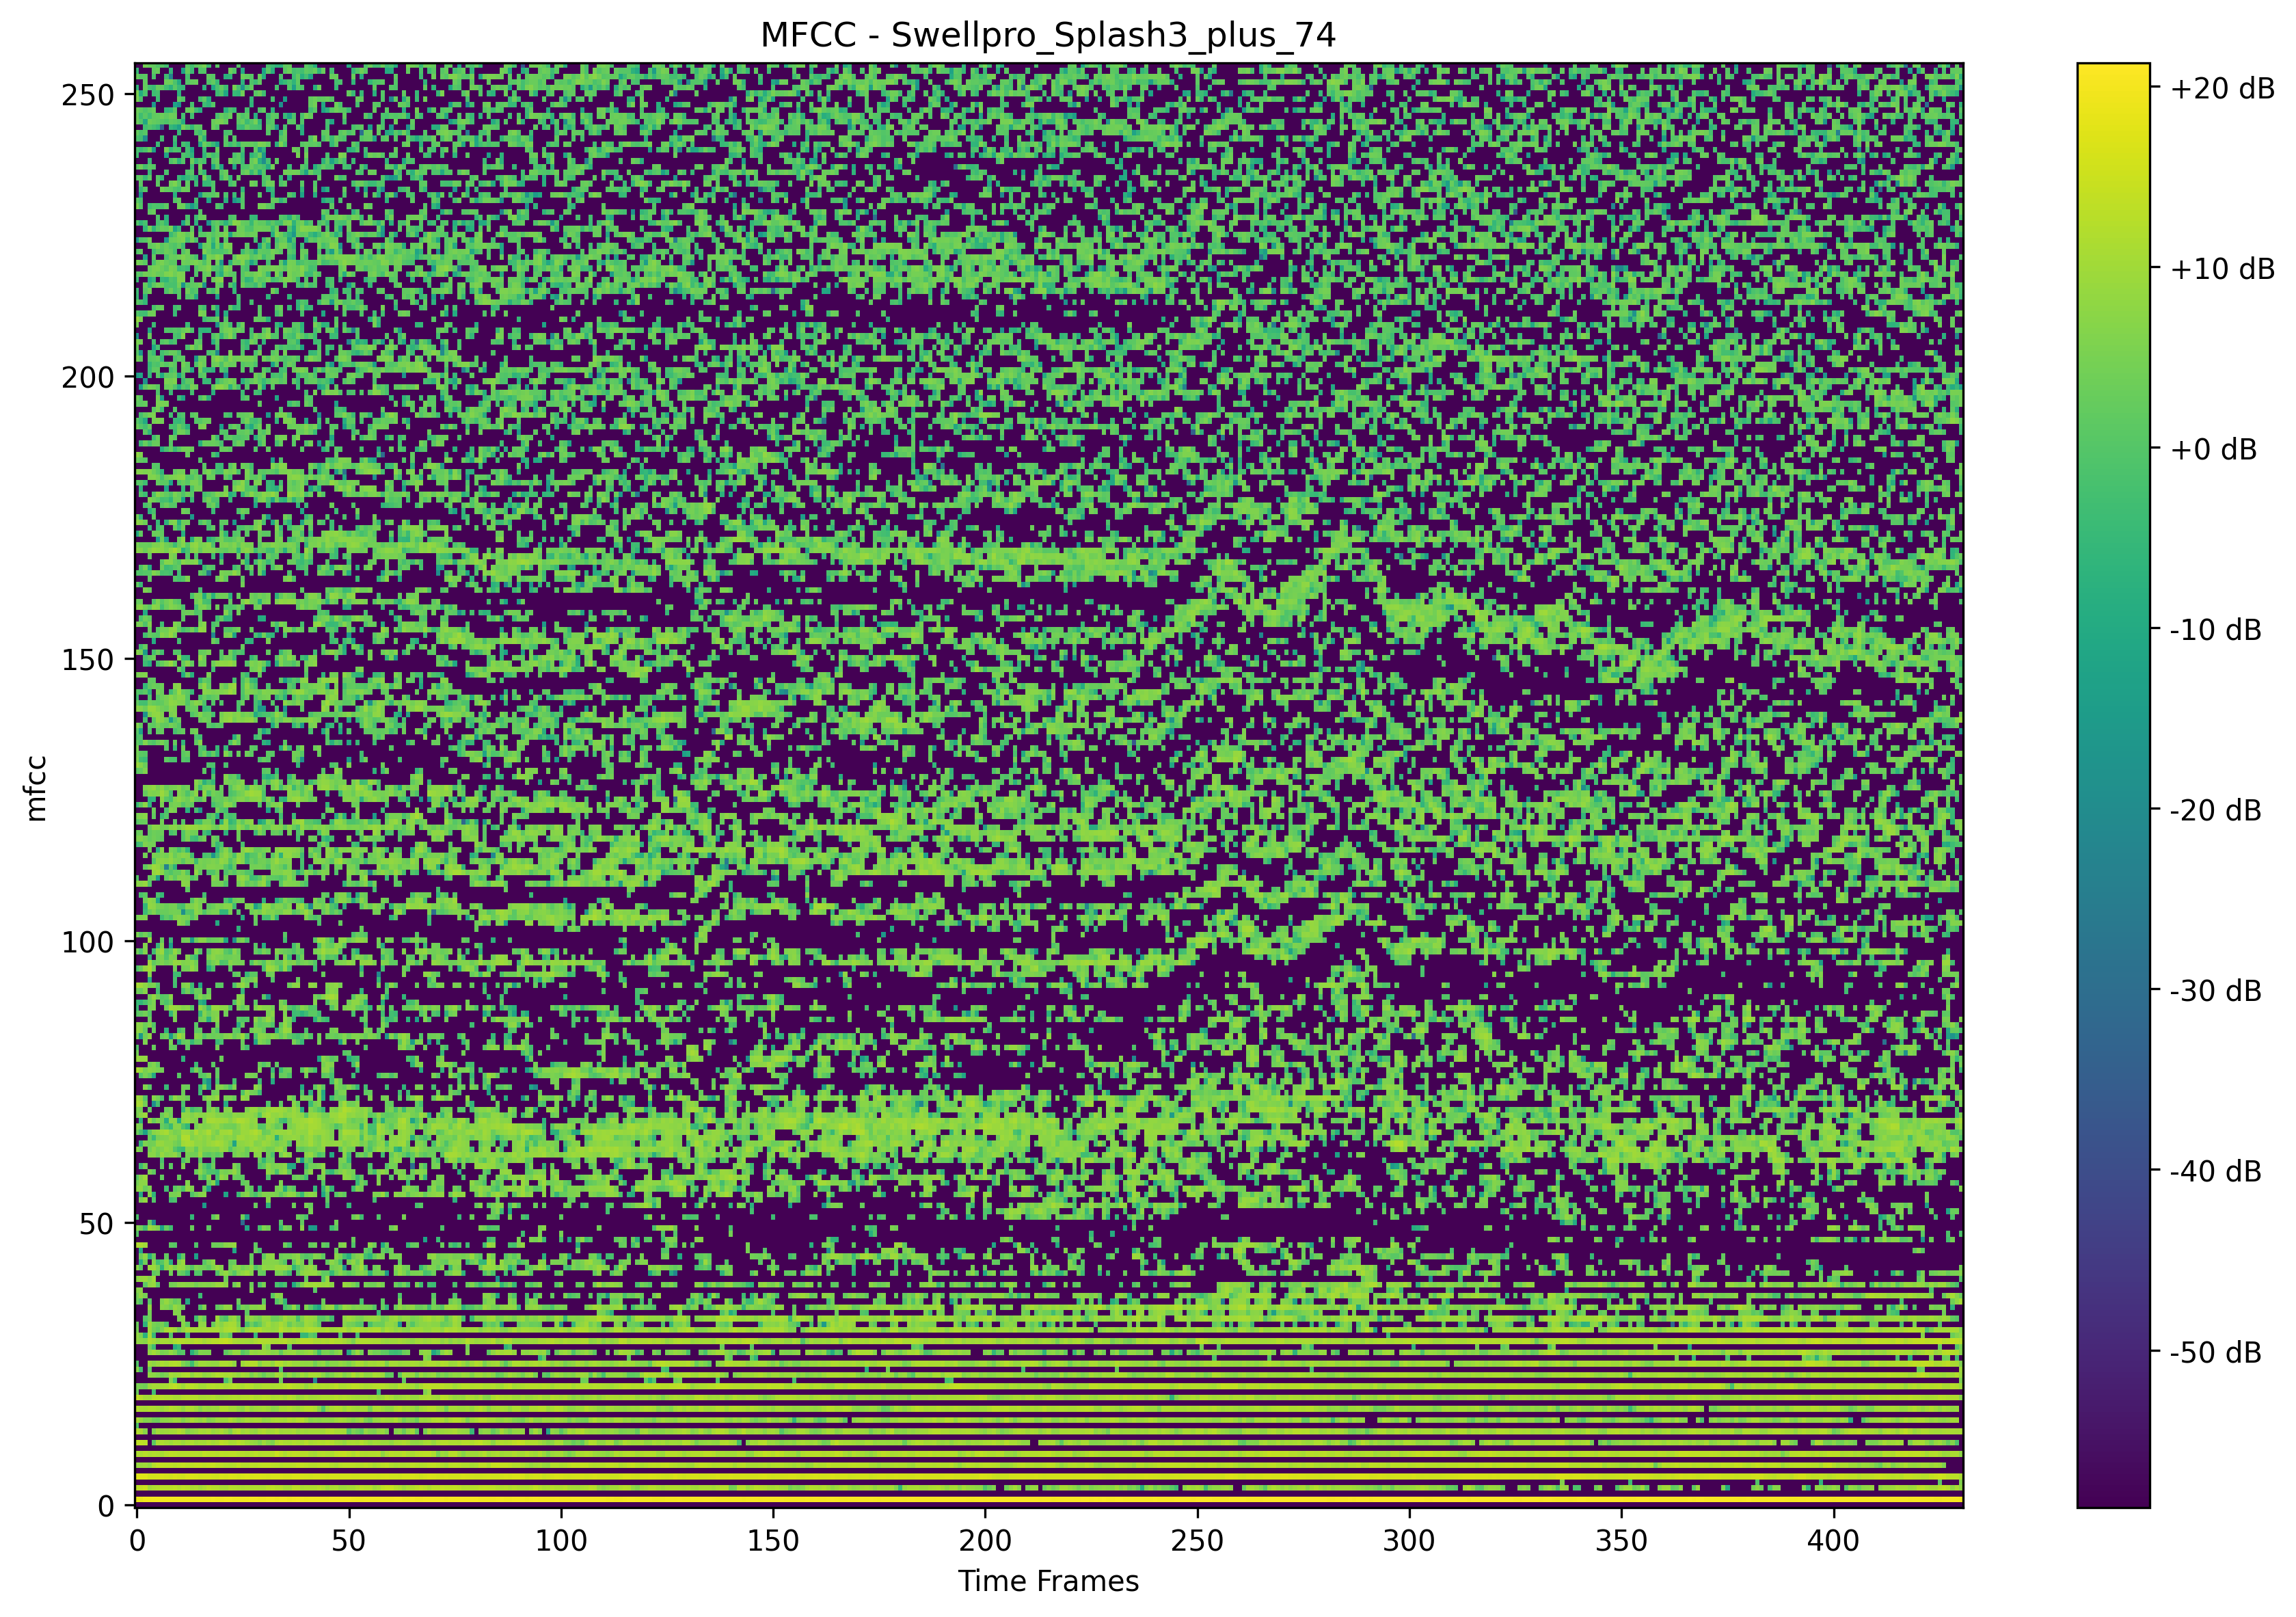 MFCC - Swellpro_Splash3_plus_74
250
200
150
100
50
0
mfcc
0 50 100 150 200 250 300 350 400
Time Frames
+20 dB
+10 dB
+0 dB
-10 dB
-20 dB
-30 dB
-40 dB
-50 dB